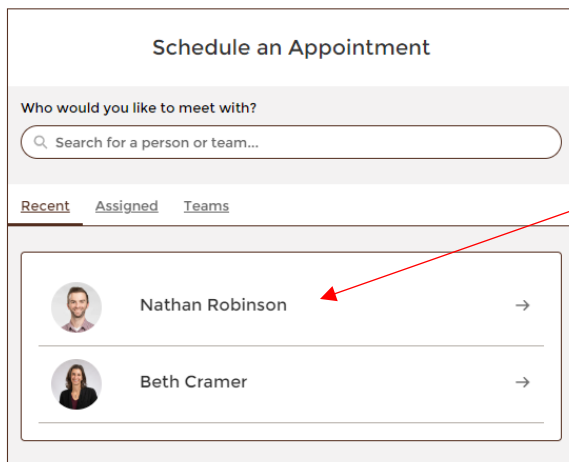 Schedule an Appointment
Who would you like to meet with?
Search for a person or team...
Recent Assigned Teams
Nathan Robinson
Beth Cramer